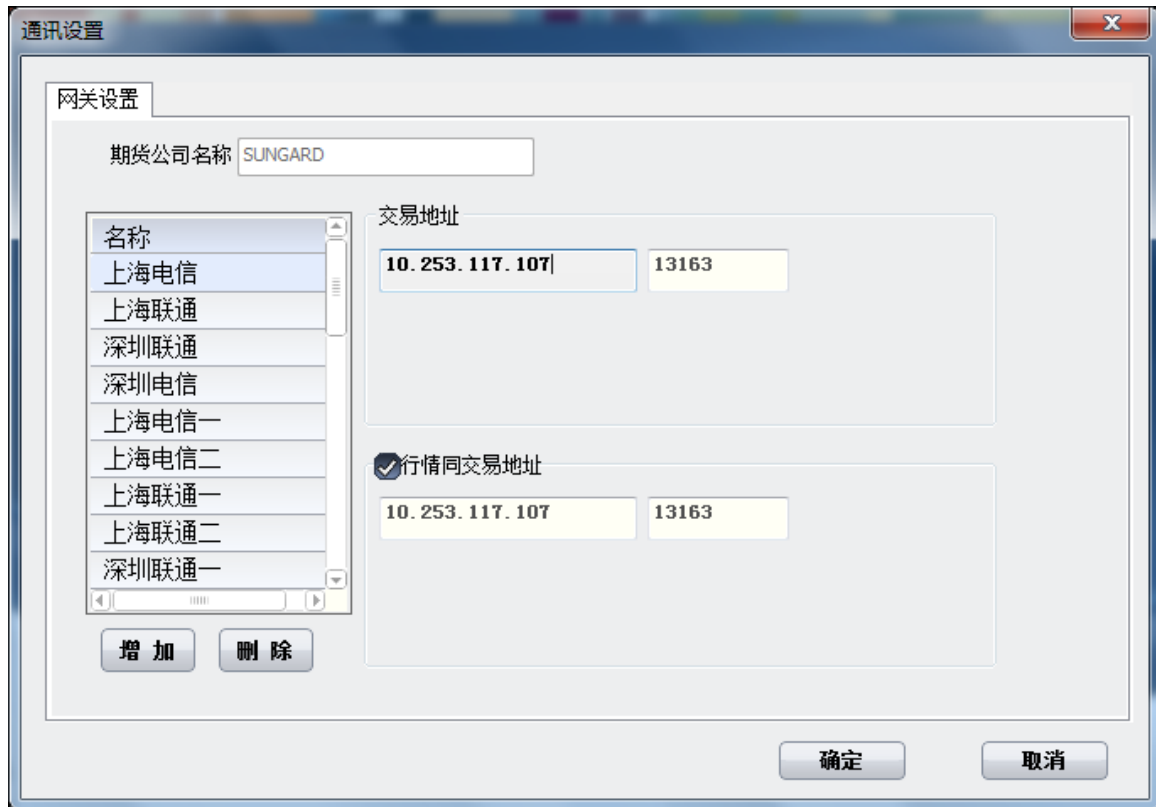 通讯设置
网关设置
期货公司名称 SUNGARD
名称
上海电信
上海联通
深圳联通
深圳电信
上海电信一
上海电信二
上海联通一
上海联通二
深圳联通一
增 加 删 除
交易地址
10.253.117.107 13163
行情同交易地址
10.253.117.107 13163
确定 取消